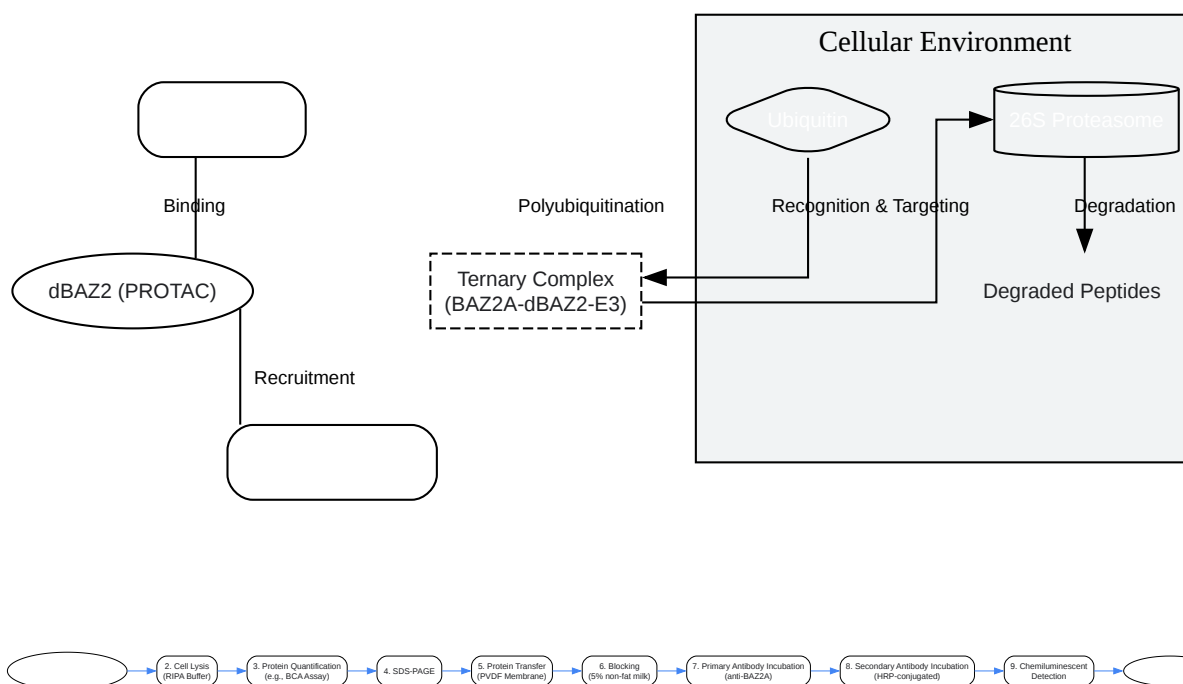 Cellular Environment
Ubiquitin
26S Proteasome
Binding
Polyubiquitination
Recognition & Targeting
Degradation
dBAZ2 (PROTAC)
Ternary Complex
(BAZ2A-dBAZ2-E3)
Degraded Peptides
Recruitment
2. Cell Lysis
(RIPA Buffer)
3. Protein Quantification
(e.g., BCA Assay)
4. SDS-PAGE
5. Protein Transfer
(PVDF Membrane)
6. Blocking
(5% non-fat milk)
7. Primary Antibody Incubation
(anti-BAZ2A)
8. Secondary Antibody Incubation
(HRP-conjugated)
9. Chemiluminescent
Detection